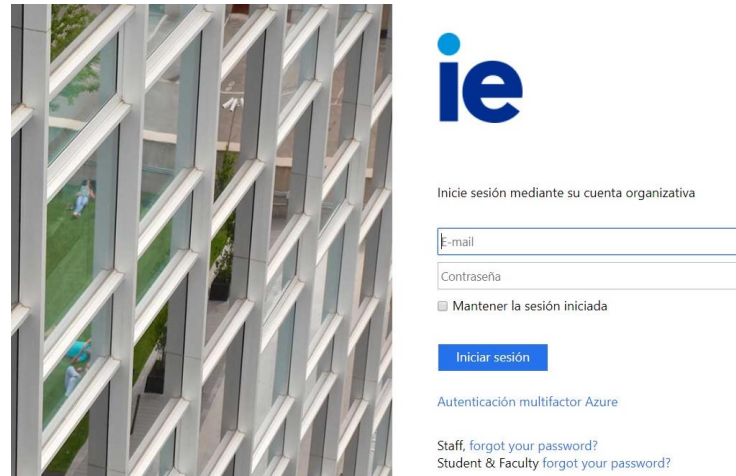 ie
Inicie sesión mediante su cuenta organizativa
E-mail
Contraseña
Mantener la sesión iniciada
Iniciar sesión
Autenticación multifactor Azure
Staff, forgot your password?
Student & Faculty forgot your password?